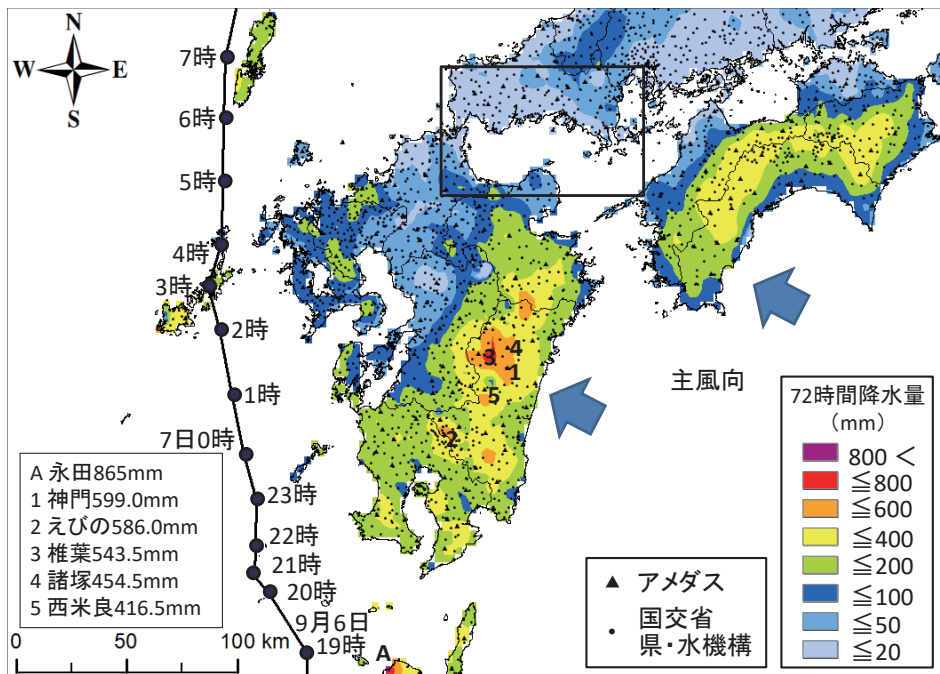 N
W
E
S
7時
6時
5時
4時
3時
2時
1時
7日0時
23時
22時
21時
20時
9月6日
19時
A
3
4
1
5
2
主風向
A 永田865mm
1 神門599.0mm
2 えびの586.0mm
3 椎葉543.5mm
4 諸塚454.5mm
5 西米良416.5mm
0 50 100 km
▲ アメダス
• 国交省
県・水機構
72時間降水量
(mm)
800 <
≦800
≦600
≦400
≦200
≦100
≦50
≦20